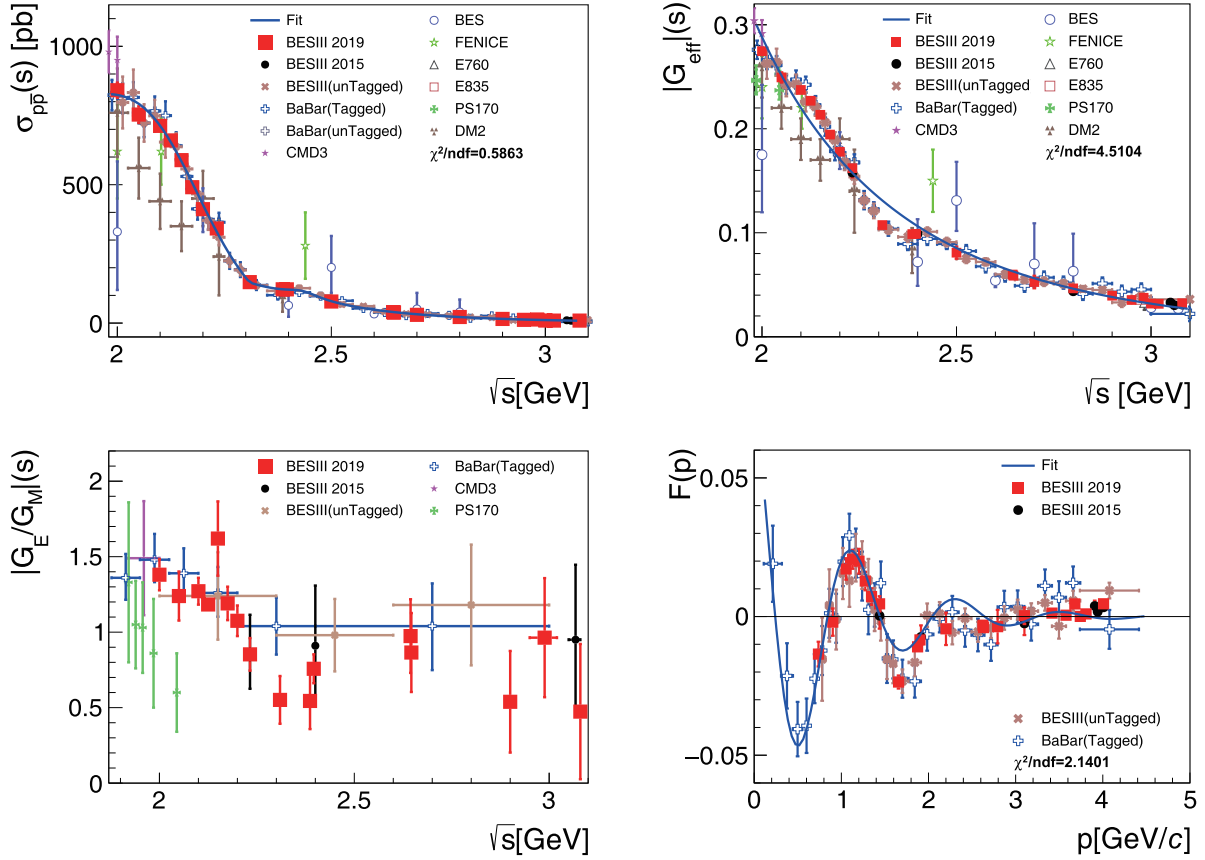 σpp̅(s) [pb]
1000
500
0
2
2.5
3
√s[GeV]
Fit
BESIII 2019
BESIII 2015
BESIII(unTagged)
BaBar(Tagged)
BaBar(unTagged)
CMD3
BES
FENICE
E760
E835
PS170
DM2
χ²/ndf=0.5863
|Geff|(s)
0.3
0.2
0.1
0
2
2.5
3
√s [GeV]
Fit
BESIII 2019
BESIII 2015
BESIII(unTagged
BaBar(Tagged)
CMD3
BES
FENICE
E760
E835
PS170
DM2
χ²/ndf=4.5104
|GE/GM|(s)
2
1.5
1
0.5
0
2
2.5
3
√s[GeV]
BESIII 2019
BESIII 2015
BESIII(unTagged)
BaBar(Tagged)
CMD3
PS170
F(p)
0.05
0
−0.05
0
1
2
3
4
5
p[GeV/c]
Fit
BESIII 2019
BESIII 2015
BESIII(unTagged)
BaBar(Tagged)
χ²/ndf=2.1401